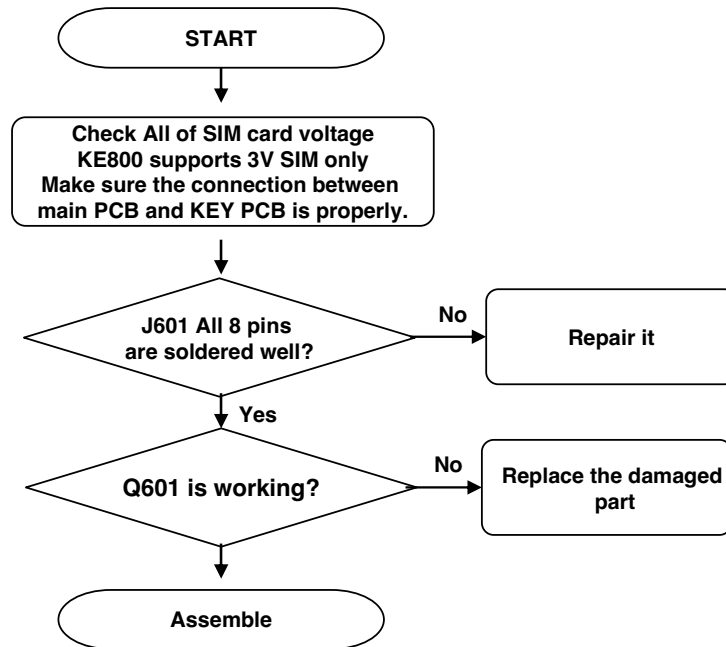 START
Check All of SIM card voltage
KE800 supports 3V SIM only
Make sure the connection between
main PCB and KEY PCB is properly.
J601 All 8 pins
are soldered well?
No
Repair it
Yes
Q601 is working?
No
Replace the damaged
part
Assemble